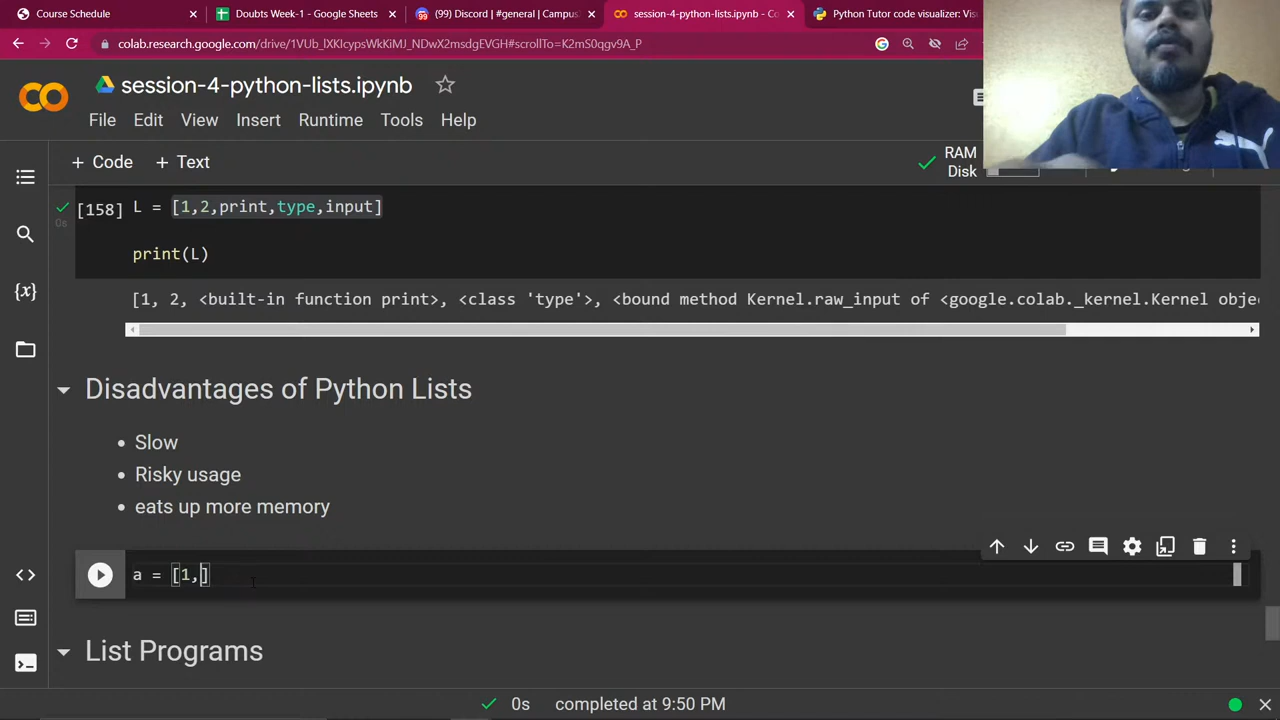 Course Schedule
Doubts Week-1 - Google Sheets
(99) Discord | #general | Campus
session-4-python-lists.ipynb - Co
Python Tutor code visualizer: Vis
colab.research.google.com/drive/1VUb_lXKIcypsWkKiMJ_NDwX2msdgEVGH#scrollTo=K2mS0qgv9A_P
session-4-python-lists.ipynb
File Edit View Insert Runtime Tools Help
+ Code + Text
RAM
Disk
[158] L = [1,2,print,type,input]
0s
print(L)
[1, 2, <built-in function print>, <class 'type'>, <bound method Kernel.raw_input of <google.colab._kernel.Kernel obje
Disadvantages of Python Lists
• Slow
• Risky usage
• eats up more memory
a = [1,]
List Programs
0s completed at 9:50 PM